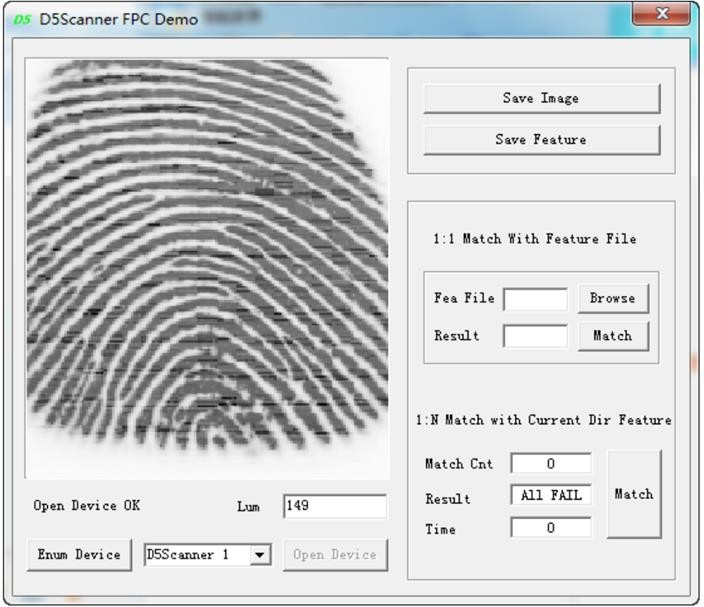 D5 D5Scanner FPC Demo
Save Image
Save Feature
1:1 Match With Feature File
Fea File Browse
Result Match
1:N Match with Current Dir Feature
Match Cnt 0
Result All FAIL Match
Time 0
Open Device OK Lum 149
Enum Device D5Scanner 1 Open Device